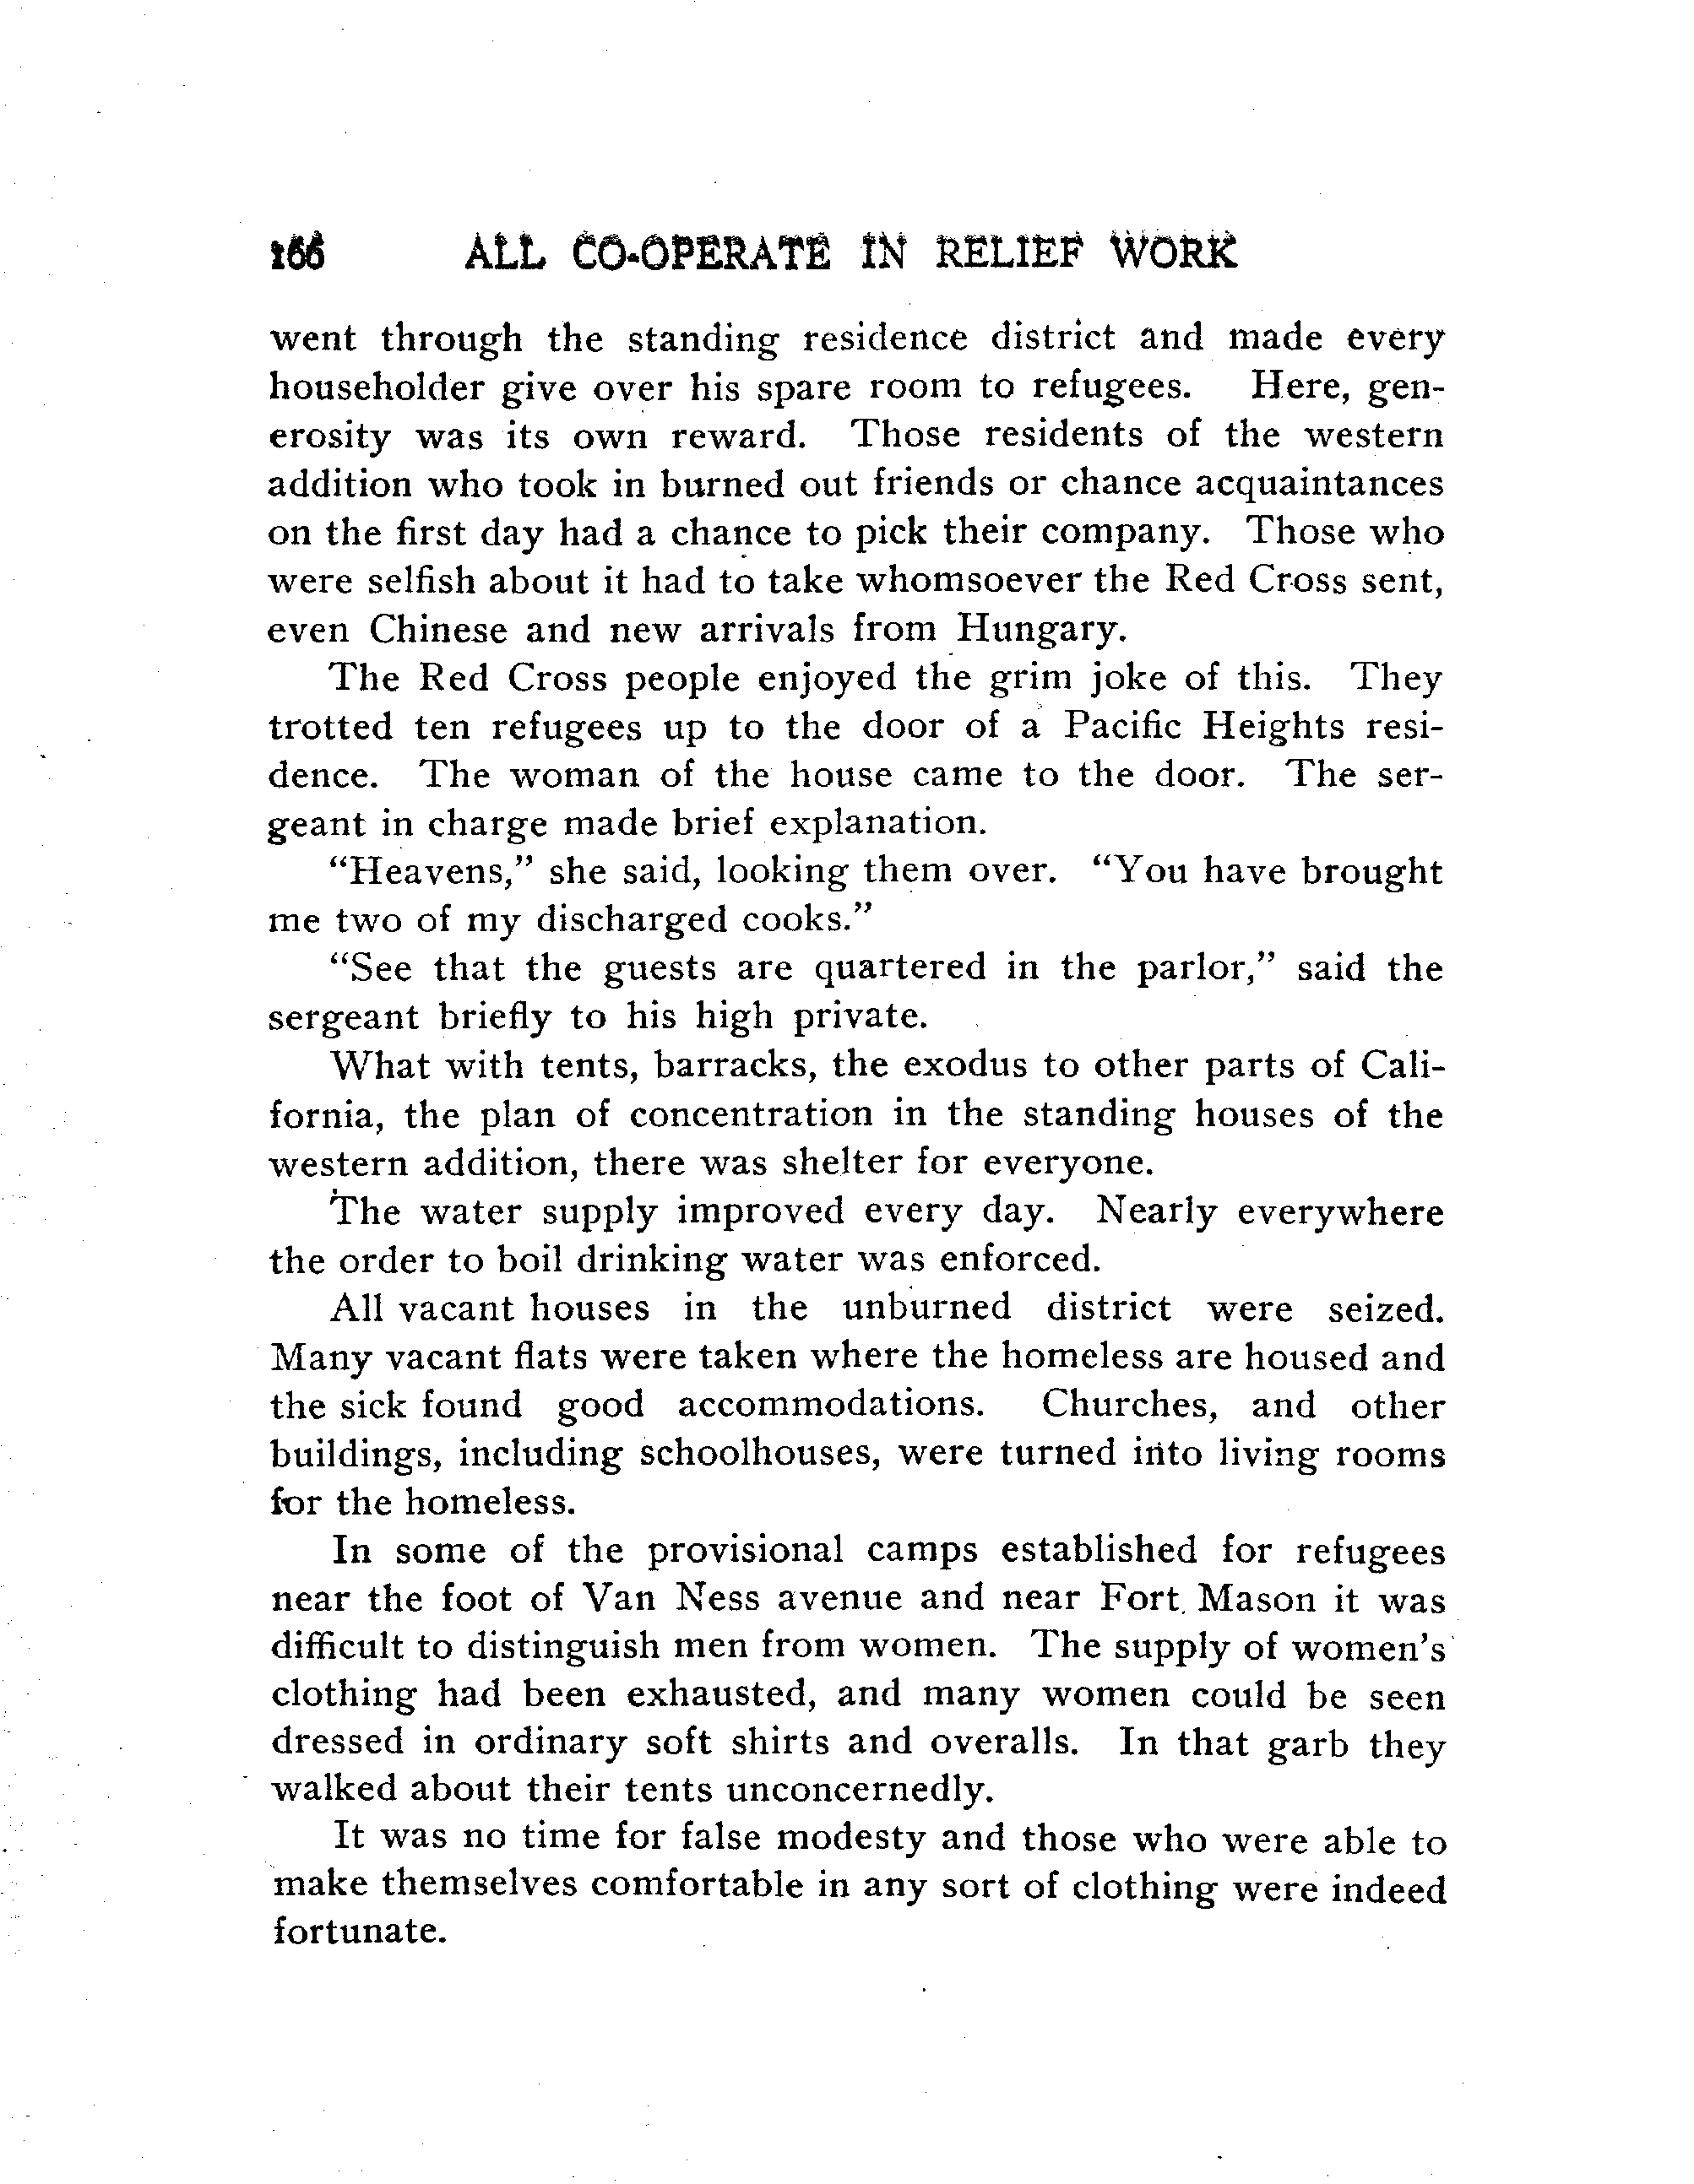 166 ALL CO-OPERATE IN RELIEF WORK
went through the standing residence district and made every
householder give over his spare room to refugees. Here, gen-
erosity was its own reward. Those residents of the western
addition who took in burned out friends or chance acquaintances
on the first day had a chance to pick their company. Those who
were selfish about it had to take whomsoever the Red Cross sent,
even Chinese and new arrivals from Hungary.
The Red Cross people enjoyed the grim joke of this. They
trotted ten refugees up to the door of a Pacific Heights resi-
dence. The woman of the house came to the door. The ser-
geant in charge made brief explanation.
“Heavens,” she said, looking them over. “You have brought
me two of my discharged cooks.”
“See that the guests are quartered in the parlor,” said the
sergeant briefly to his high private.
What with tents, barracks, the exodus to other parts of Cali-
fornia, the plan of concentration in the standing houses of the
western addition, there was shelter for everyone.
The water supply improved every day. Nearly everywhere
the order to boil drinking water was enforced.
All vacant houses in the unburned district were seized.
Many vacant flats were taken where the homeless are housed and
the sick found good accommodations. Churches, and other
buildings, including schoolhouses, were turned into living rooms
for the homeless.
In some of the provisional camps established for refugees
near the foot of Van Ness avenue and near Fort Mason it was
difficult to distinguish men from women. The supply of women's
clothing had been exhausted, and many women could be seen
dressed in ordinary soft shirts and overalls. In that garb they
walked about their tents unconcernedly.
It was no time for false modesty and those who were able to
make themselves comfortable in any sort of clothing were indeed
fortunate.